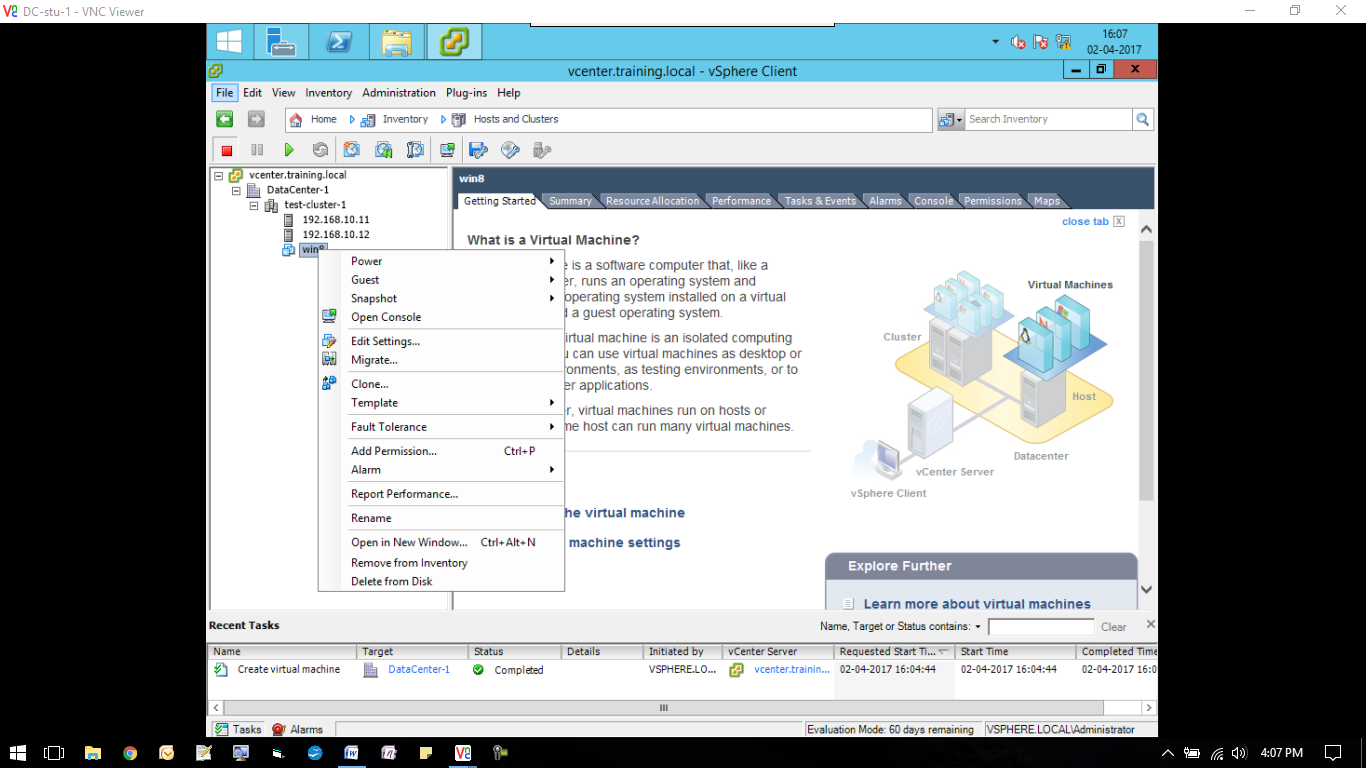 DC-stu-1 - VNC Viewer
16:07
02-04-2017
vcenter.training.local - vSphere Client
File Edit View Inventory Administration Plug-ins Help
Home Inventory Hosts and Clusters
Search Inventory
vcenter.training.local
DataCenter-1
test-cluster-1
192.168.10.11
192.168.10.12
win8
win8
Getting Started Summary Resource Allocation Performance Tasks & Events Alarms Console Permissions Maps
close tab X
What is a Virtual Machine?
is a software computer that, like a
er, runs an operating system and
operating system installed on a virtual
d a guest operating system.
irtual machine is an isolated computing
u can use virtual machines as desktop or
onments, as testing environments, or to
er applications.
er, virtual machines run on hosts or
me host can run many virtual machines.
he virtual machine
machine settings
Power
Guest
Snapshot
Open Console
Edit Settings...
Migrate...
Clone...
Template
Fault Tolerance
Add Permission... Ctrl+P
Alarm
Report Performance...
Rename
Open in New Window... Ctrl+Alt+N
Remove from Inventory
Delete from Disk
Virtual Machines
Cluster
Host
Datacenter
vCenter Server
vSphere Client
Explore Further
Learn more about virtual machines
Recent Tasks
Name, Target or Status contains: Clear
Name Target Status Details Initiated by vCenter Server Requested Start Ti... Start Time Completed Time
Create virtual machine DataCenter-1 Completed VSPHERE.LO... vcenter.trainin... 02-04-2017 16:04:44 02-04-2017 16:04:44 02-04-2017 16:0
Tasks Alarms
Evaluation Mode: 60 days remaining VSPHERE.LOCAL\Administrator
4:07 PM